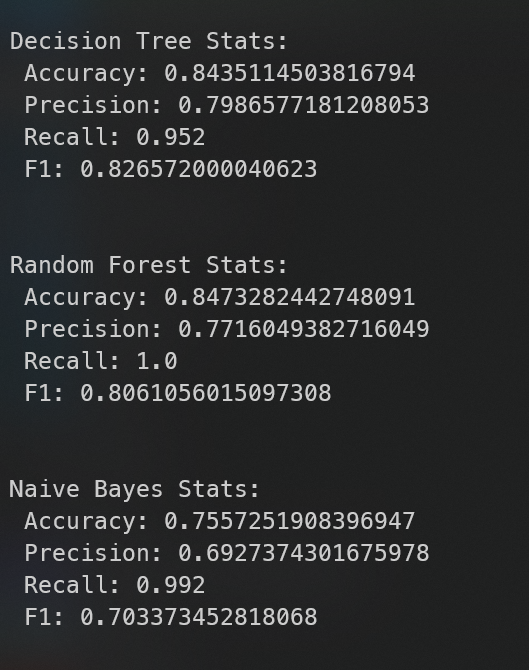 Decision Tree Stats:
Accuracy: 0.8435114503816794
Precision: 0.7986577181208053
Recall: 0.952
F1: 0.826572000040623
Random Forest Stats:
Accuracy: 0.8473282442748091
Precision: 0.7716049382716049
Recall: 1.0
F1: 0.8061056015097308
Naive Bayes Stats:
Accuracy: 0.7557251908396947
Precision: 0.6927374301675978
Recall: 0.992
F1: 0.703373452818068